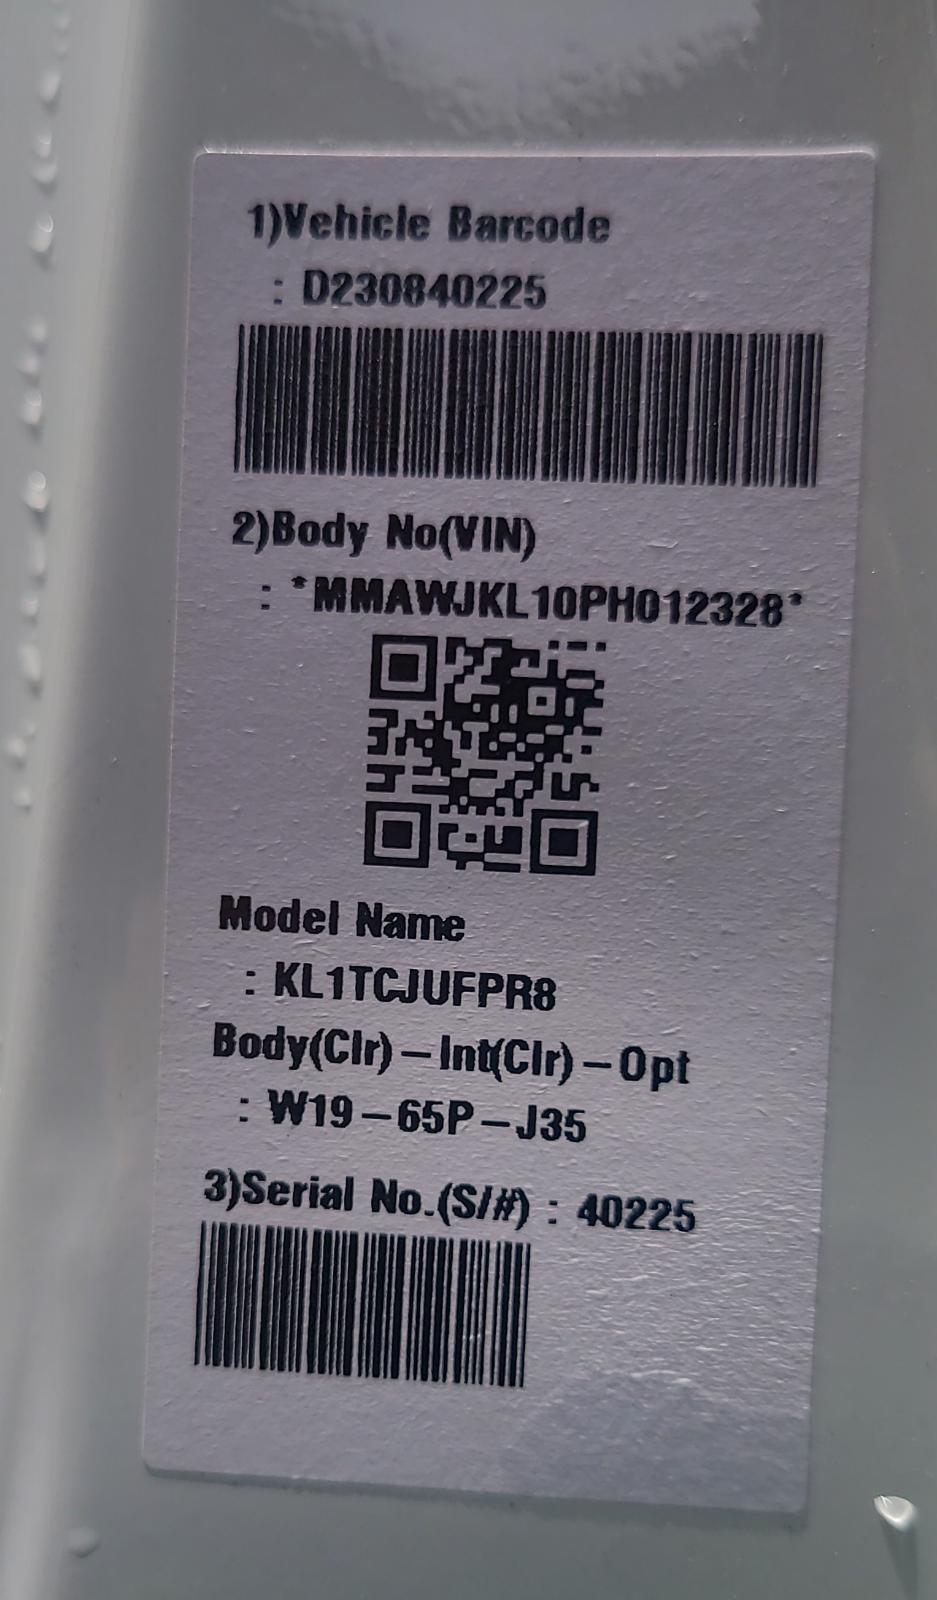 1)Vehicle Barcode
: D230840225
2)Body No(VIN)
: *MMAWJKL10PH012328*
Model Name
: KL1TCJUFPR8
Body(Clr)–Int(Clr)–Opt
: W19–65P–J35
3)Serial No.(S/#) : 40225